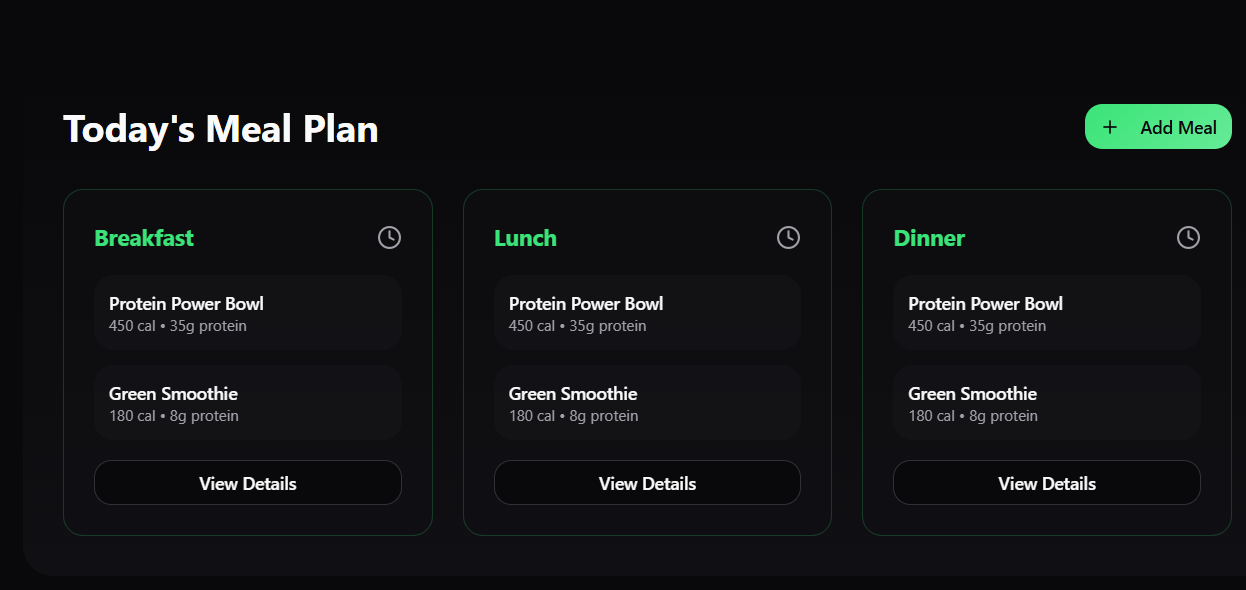 Today's Meal Plan
+ Add Meal
Breakfast
Protein Power Bowl
450 cal • 35g protein
Green Smoothie
180 cal • 8g protein
View Details
Lunch
Protein Power Bowl
450 cal • 35g protein
Green Smoothie
180 cal • 8g protein
View Details
Dinner
Protein Power Bowl
450 cal • 35g protein
Green Smoothie
180 cal • 8g protein
View Details